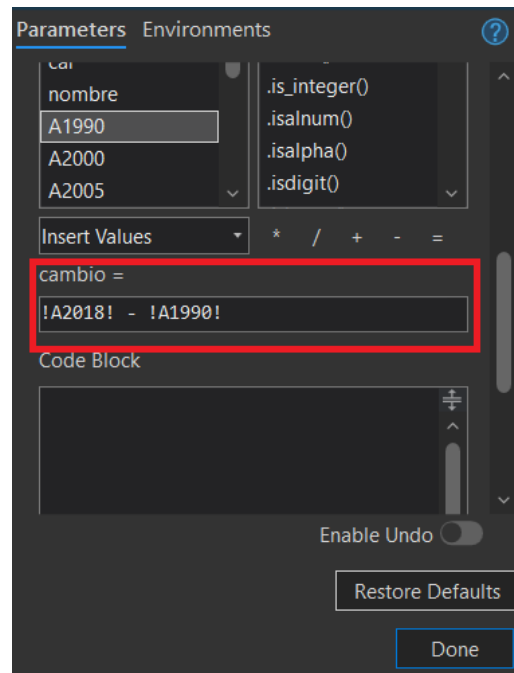 Parameters Environments
car
nombre
A1990
A2000
A2005
.is_integer()
.isalnum()
.isalpha()
.isdigit()
Insert Values * / + - =
cambio =
!A2018! - !A1990!
Code Block
Enable Undo
Restore Defaults
Done